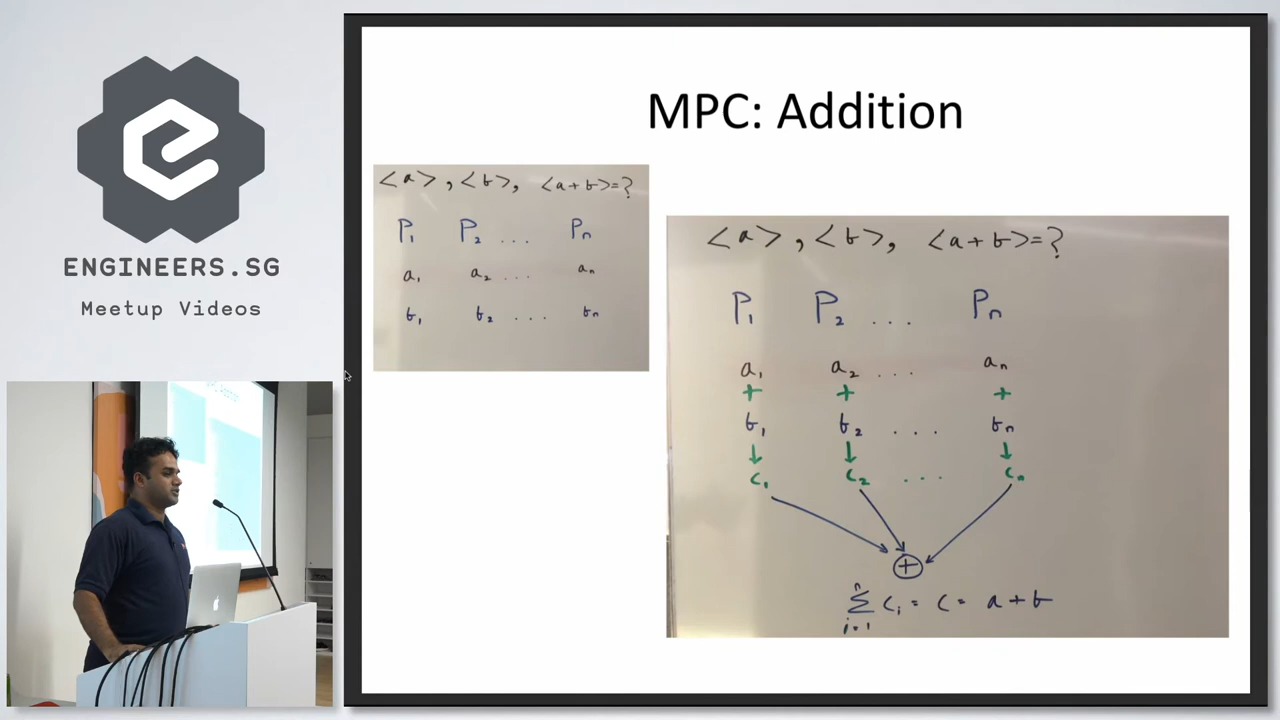 ENGINEERS.SG
Meetup Videos
MPC: Addition
<a>, <b>, <a+b>=?
P₁ P₂ ... Pₙ
a₁ a₂ ... aₙ
b₁ b₂ ... bₙ
<a>, <b>, <a+b>=?
P₁ P₂ ... Pₙ
a₁ a₂ ... aₙ
+ + +
b₁ b₂ ... bₙ
↓ ↓ ↓
c₁ c₂ ... cₙ
⊕
n
Σ cᵢ = c = a+b
i=1